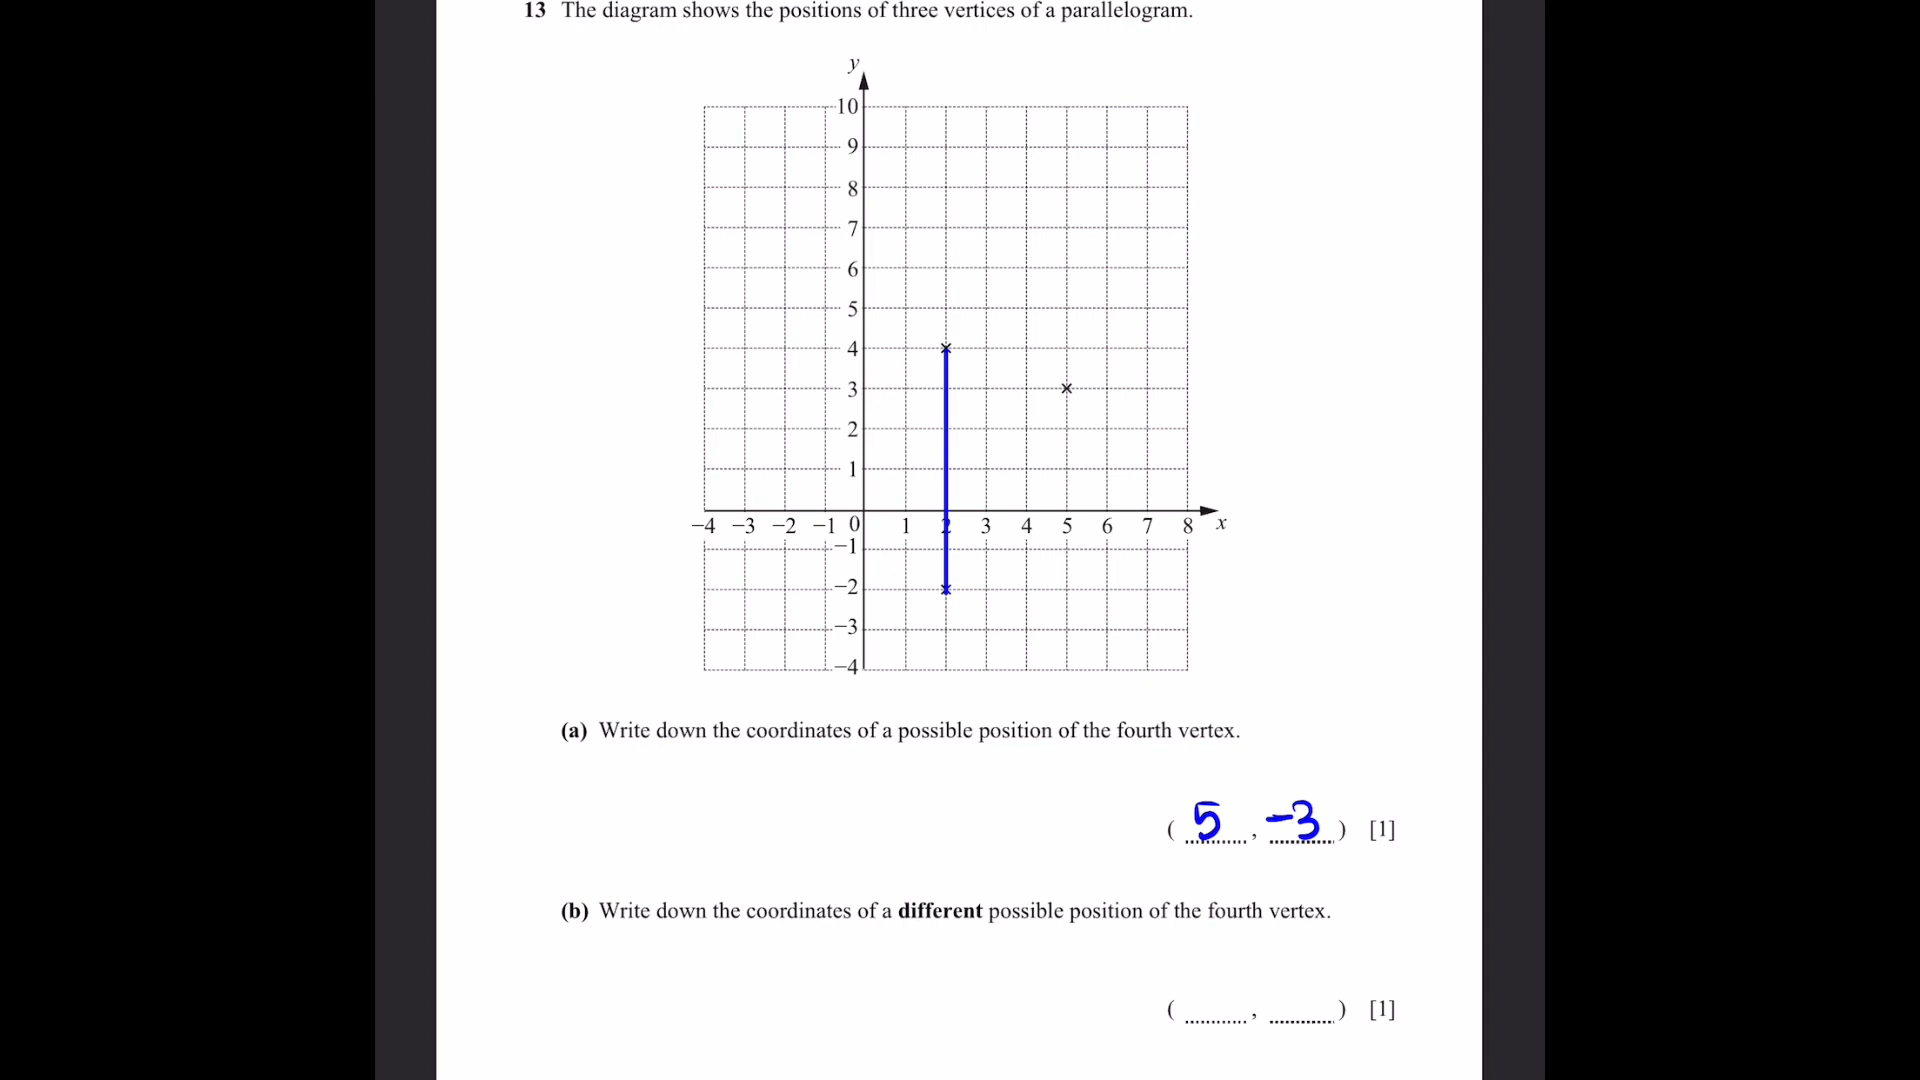 13 The diagram shows the positions of three vertices of a parallelogram.
y
10
9
8
7
6
5
4
3
2
1
−4 −3 −2 −1 0 1 2 3 4 5 6 7 8 x
−1
−2
−3
−4
(a) Write down the coordinates of a possible position of the fourth vertex.
( 5 , −3 ) [1]
(b) Write down the coordinates of a different possible position of the fourth vertex.
( ............ , ............ ) [1]